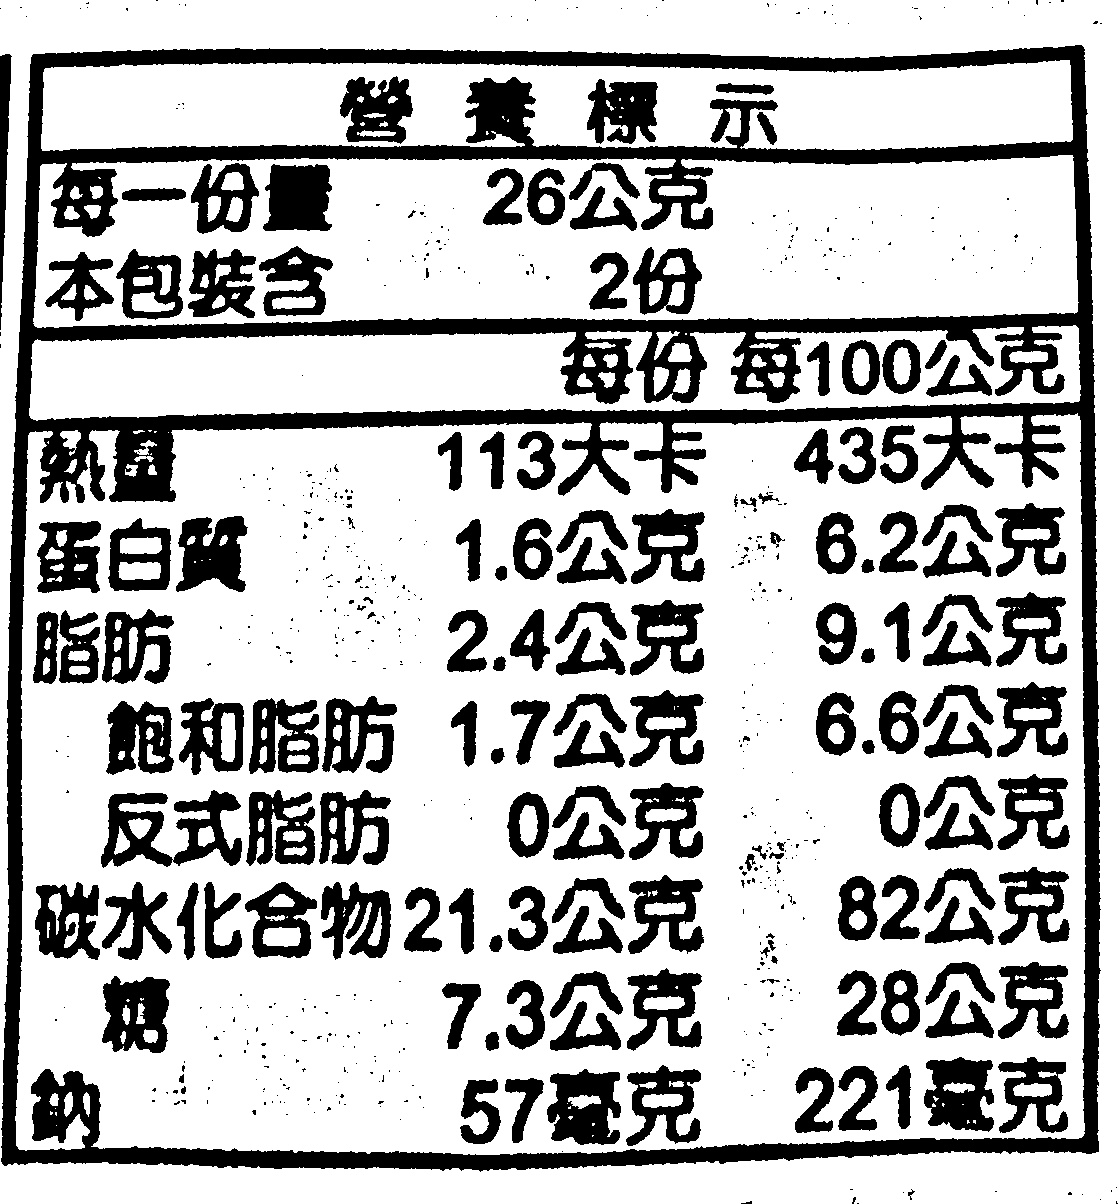 營養標示
每一份量 26公克
本包裝含 2份
每份 每100公克
熱量 113大卡 435大卡
蛋白質 1.6公克 6.2公克
脂肪 2.4公克 9.1公克
飽和脂肪 1.7公克 6.6公克
反式脂肪 0公克 0公克
碳水化合物 21.3公克 82公克
糖 7.3公克 28公克
鈉 57毫克 221毫克